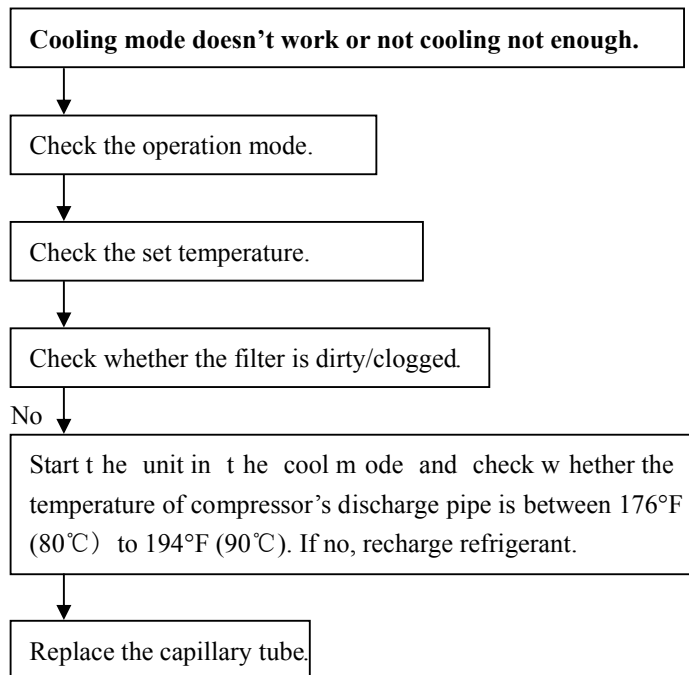 Cooling mode doesn’t work or not cooling not enough.
Check the operation mode.
Check the set temperature.
Check whether the filter is dirty/clogged.
No
Start t he unit in t he cool m ode and check w hether the
temperature of compressor’s discharge pipe is between 176°F
(80℃） to 194°F (90℃). If no, recharge refrigerant.
Replace the capillary tube.